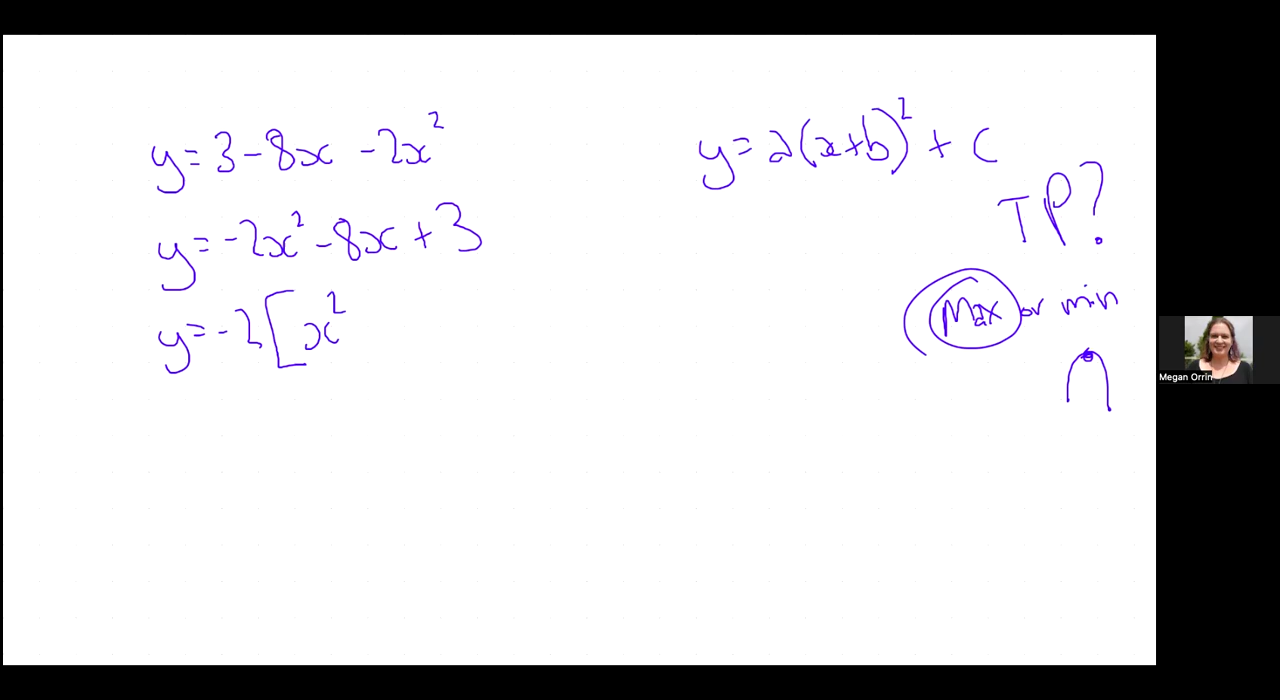 y = 3 - 8x - 2x²
y = -2x² - 8x + 3
y = -2[x²
y = a(x+b)² + c
TP?
Max or min
Megan Orrin